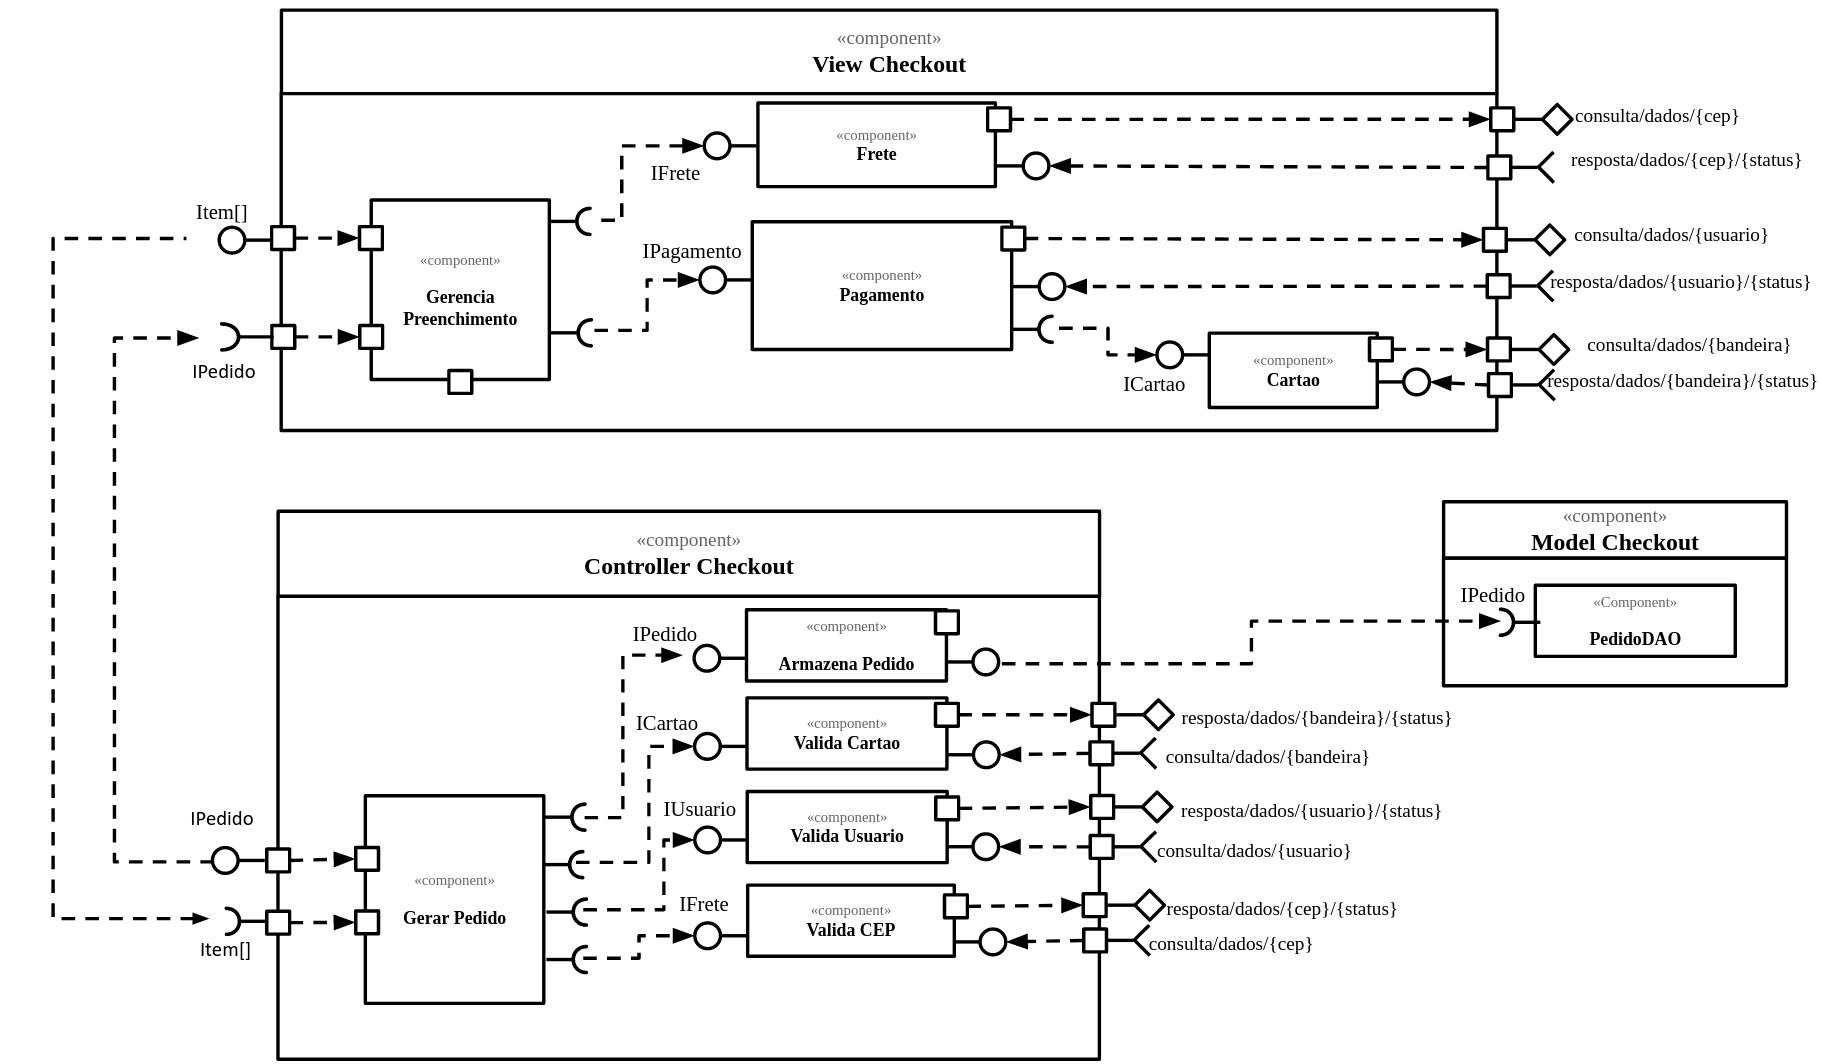 «component»
View Checkout
«component»
Frete
IFrete
consulta/dados/{cep}
resposta/dados/{cep}/{status}
Item[]
IPedido
«component»
Gerencia
Preenchimento
IPagamento
«component»
Pagamento
consulta/dados/{usuario}
resposta/dados/{usuario}/{status}
ICartao
«component»
Cartao
consulta/dados/{bandeira}
resposta/dados/{bandeira}/{status}
«component»
Controller Checkout
«component»
Model Checkout
IPedido
«Component»
PedidoDAO
IPedido
«component»
Armazena Pedido
ICartao
«component»
Valida Cartao
resposta/dados/{bandeira}/{status}
consulta/dados/{bandeira}
IUsuario
«component»
Valida Usuario
resposta/dados/{usuario}/{status}
consulta/dados/{usuario}
IPedido
Item[]
«component»
Gerar Pedido
IFrete
«component»
Valida CEP
resposta/dados/{cep}/{status}
consulta/dados/{cep}